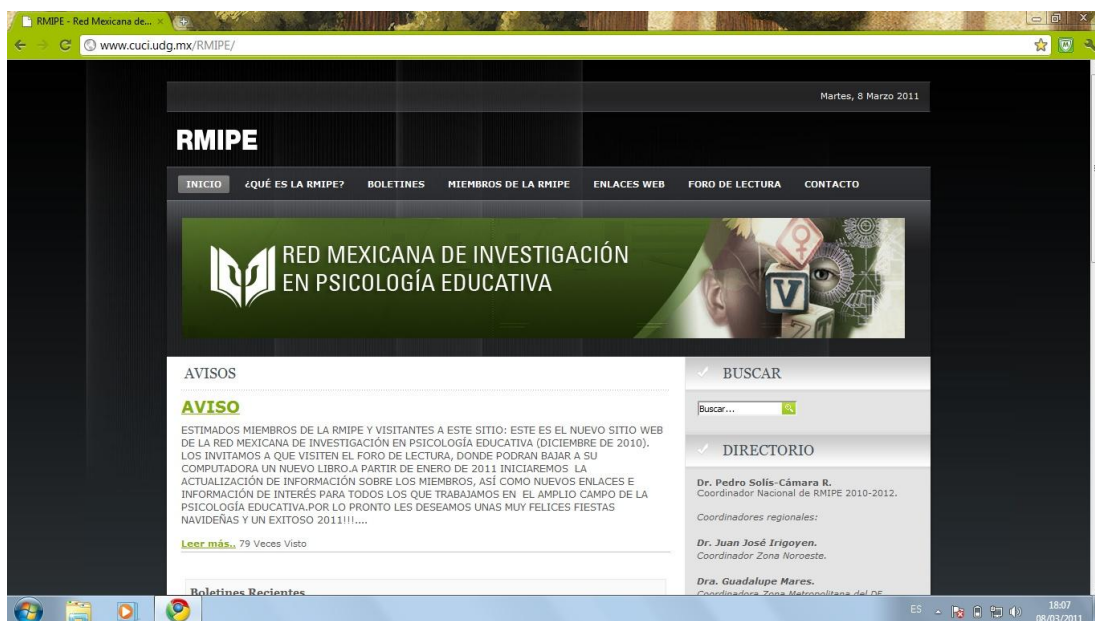 RMIPE - Red Mexicana de...
www.cuci.udg.mx/RMIPE/
Martes, 8 Marzo 2011
RMIPE
INICIO ¿QUÉ ES LA RMIPE? BOLETINES MIEMBROS DE LA RMIPE ENLACES WEB FORO DE LECTURA CONTACTO
RED MEXICANA DE INVESTIGACIÓN
EN PSICOLOGÍA EDUCATIVA
V
AVISOS
AVISO
ESTIMADOS MIEMBROS DE LA RMIPE Y VISITANTES A ESTE SITIO: ESTE ES EL NUEVO SITIO WEB
DE LA RED MEXICANA DE INVESTIGACIÓN EN PSICOLOGÍA EDUCATIVA (DICIEMBRE DE 2010).
LOS INVITAMOS A QUE VISITEN EL FORO DE LECTURA, DONDE PODRAN BAJAR A SU
COMPUTADORA UN NUEVO LIBRO.A PARTIR DE ENERO DE 2011 INICIAREMOS LA
ACTUALIZACIÓN DE INFORMACIÓN SOBRE LOS MIEMBROS, ASÍ COMO NUEVOS ENLACES E
INFORMACIÓN DE INTERÉS PARA TODOS LOS QUE TRABAJAMOS EN EL AMPLIO CAMPO DE LA
PSICOLOGÍA EDUCATIVA.POR LO PRONTO LES DESEAMOS UNAS MUY FELICES FIESTAS
NAVIDEÑAS Y UN EXITOSO 2011!!!....
Leer más.. 79 Veces Visto
Boletines Recientes
BUSCAR
Buscar...
DIRECTORIO
Dr. Pedro Solís-Cámara R.
Coordinador Nacional de RMIPE 2010-2012.
Coordinadores regionales:
Dr. Juan José Irigoyen.
Coordinador Zona Noroeste.
Dra. Guadalupe Mares.
Coordinadora Zona Metropolitana del DF
ES
18:07
08/03/2011